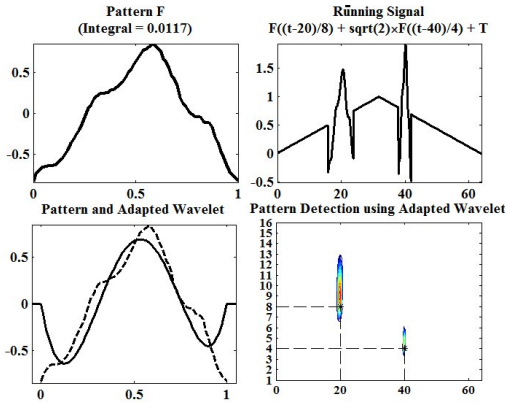 Pattern F
(Integral = 0.0117)
0.5
0
−0.5
0 0.5 1
Running Signal
F((t-20)/8) + sqrt(2)×F((t-40)/4) + T
1.5
1
0.5
0
−0.5
0 20 40 60
Pattern and Adapted Wavelet
0.5
0
−0.5
0 0.5 1
Pattern Detection using Adapted Wavelet
16
15
14
13
12
11
10
9
8
7
6
5
4
3
2
1
0 20 40 60